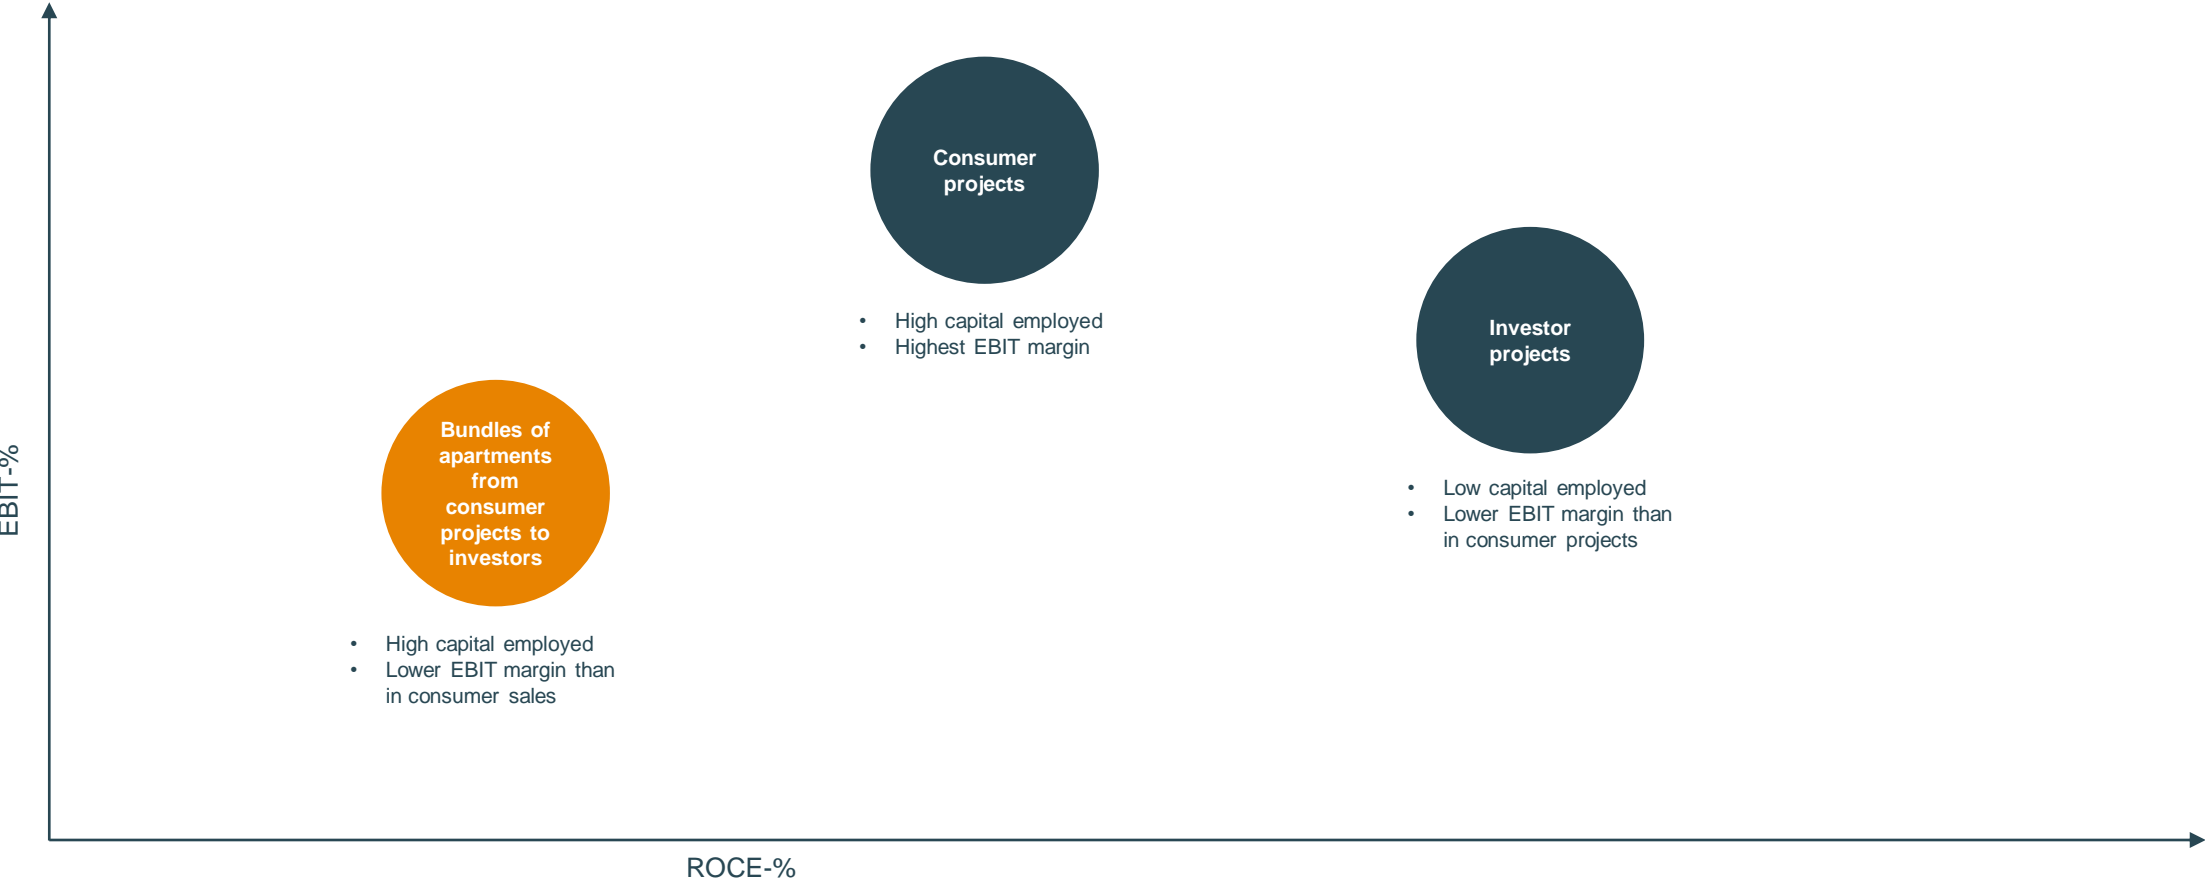 Consumer
projects
• High capital employed
• Highest EBIT margin
Investor
projects
• Low capital employed
• Lower EBIT margin than
in consumer projects
Bundles of
apartments
from
consumer
projects to
investors
• High capital employed
• Lower EBIT margin than
in consumer sales
EBIT-%
ROCE-%